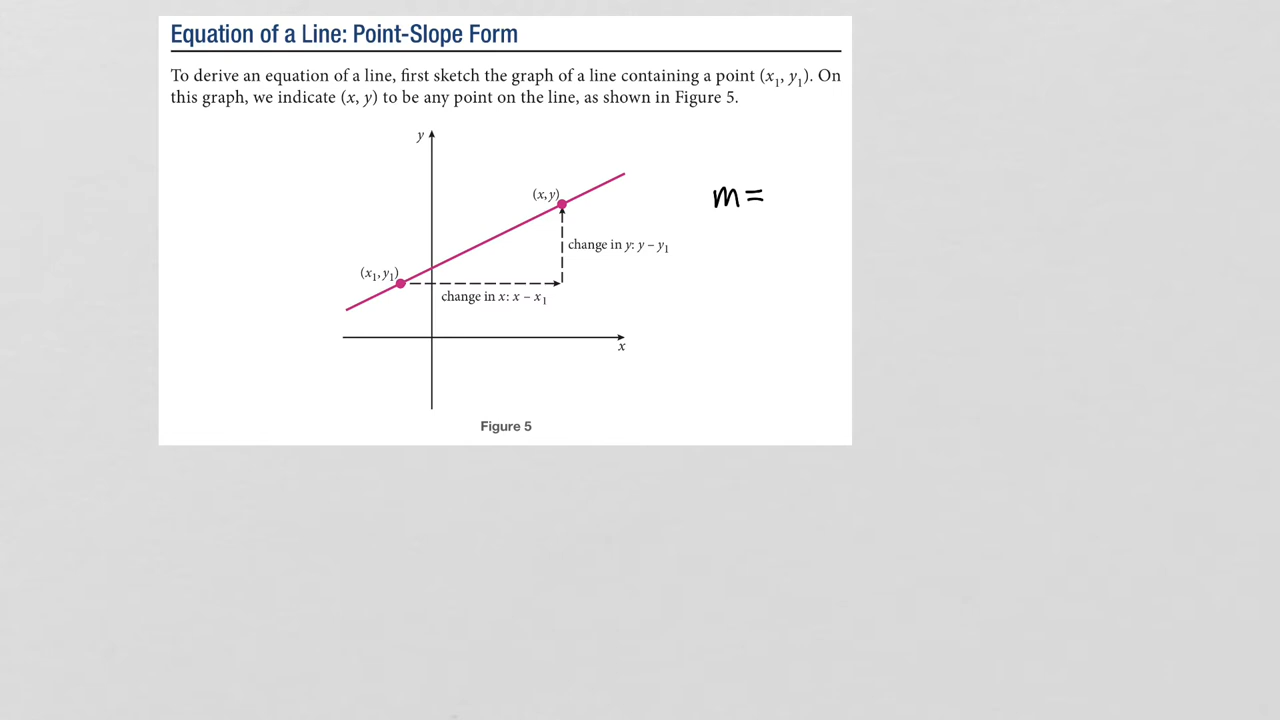 Equation of a Line: Point-Slope Form
To derive an equation of a line, first sketch the graph of a line containing a point (x₁, y₁). On
this graph, we indicate (x, y) to be any point on the line, as shown in Figure 5.
y
(x, y)
m =
change in y: y – y₁
(x₁, y₁)
change in x: x – x₁
x
Figure 5